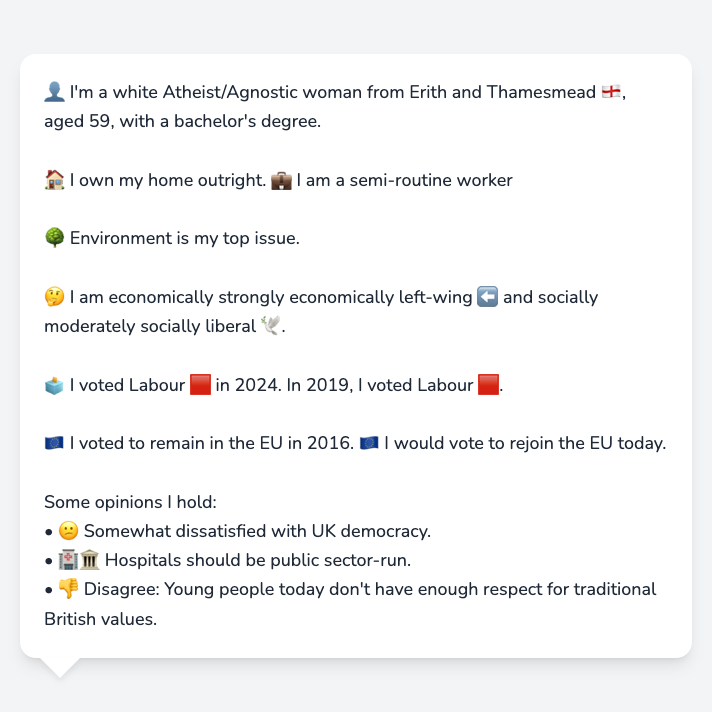 👤 I'm a white Atheist/Agnostic woman from Erith and Thamesmead 🏴󠁧󠁢󠁥󠁮󠁧󠁿,
aged 59, with a bachelor's degree.
🏠 I own my home outright. 💼 I am a semi-routine worker
🌳 Environment is my top issue.
🤔 I am economically strongly economically left-wing ⬅️ and socially
moderately socially liberal 🕊️.
🗳️ I voted Labour 🟥 in 2024. In 2019, I voted Labour 🟥.
🇪🇺 I voted to remain in the EU in 2016. 🇪🇺 I would vote to rejoin the EU today.
Some opinions I hold:
• 🙁 Somewhat dissatisfied with UK democracy.
• 🏥🏛️ Hospitals should be public sector-run.
• 👎 Disagree: Young people today don't have enough respect for traditional
British values.